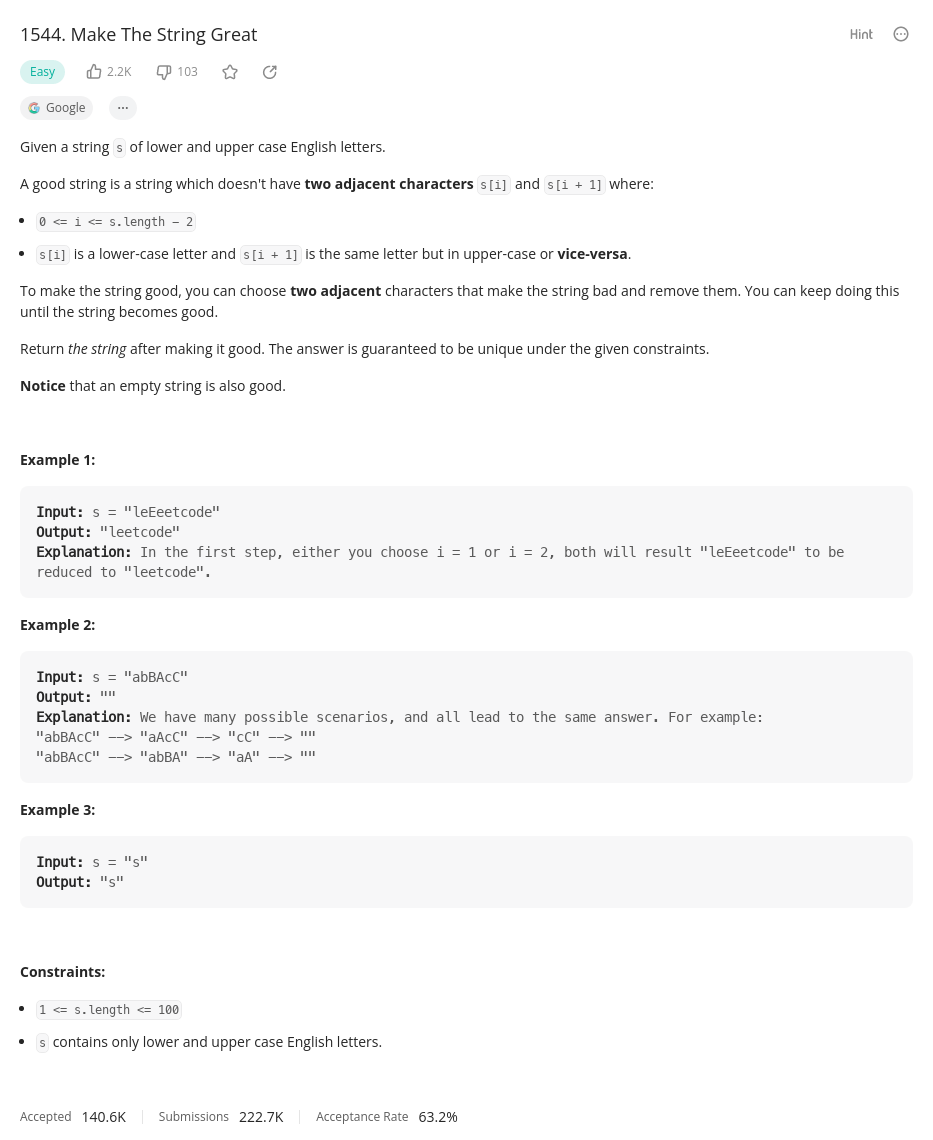 1544. Make The String Great
Hint
Easy
2.2K
103
Google
...
Given a string s of lower and upper case English letters.
A good string is a string which doesn't have two adjacent characters s[i] and s[i + 1] where:
• 0 <= i <= s.length - 2
• s[i] is a lower-case letter and s[i + 1] is the same letter but in upper-case or vice-versa.
To make the string good, you can choose two adjacent characters that make the string bad and remove them. You can keep doing this
until the string becomes good.
Return the string after making it good. The answer is guaranteed to be unique under the given constraints.
Notice that an empty string is also good.
Example 1:
Input: s = "leEeetcode"
Output: "leetcode"
Explanation: In the first step, either you choose i = 1 or i = 2, both will result "leEeetcode" to be
reduced to "leetcode".
Example 2:
Input: s = "abBAcC"
Output: ""
Explanation: We have many possible scenarios, and all lead to the same answer. For example:
"abBAcC" --> "aAcC" --> "cC" --> ""
"abBAcC" --> "abBA" --> "aA" --> ""
Example 3:
Input: s = "s"
Output: "s"
Constraints:
• 1 <= s.length <= 100
• s contains only lower and upper case English letters.
Accepted 140.6K Submissions 222.7K Acceptance Rate 63.2%